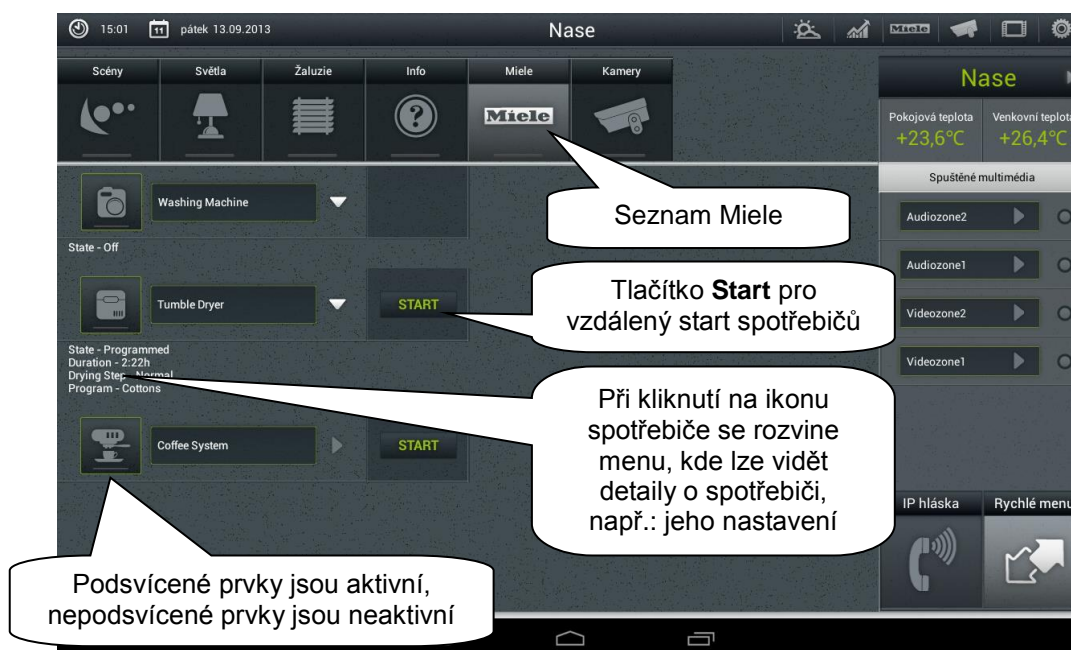 15:01 11 pátek 13.09.2013 Nase Miele
Scény Světla Žaluzie Info Miele Kamery
? Miele
Nase
Pokojová teplota Venkovní teplota
+23,6°C +26,4°C
Spuštěné multimédia
Audiozone2
Audiozone1
Videozone2
Videozone1
IP hláska Rychlé menu
Washing Machine
State - Off
Tumble Dryer START
State - Programmed
Duration - 2:22h
Drying Step - Normal
Program - Cottons
Coffee System START
Seznam Miele
Tlačítko Start pro
vzdálený start spotřebičů
Při kliknutí na ikonu
spotřebiče se rozvine
menu, kde lze vidět
detaily o spotřebiči,
např.: jeho nastavení
Podsvícené prvky jsou aktivní,
nepodsvícené prvky jsou neaktivní